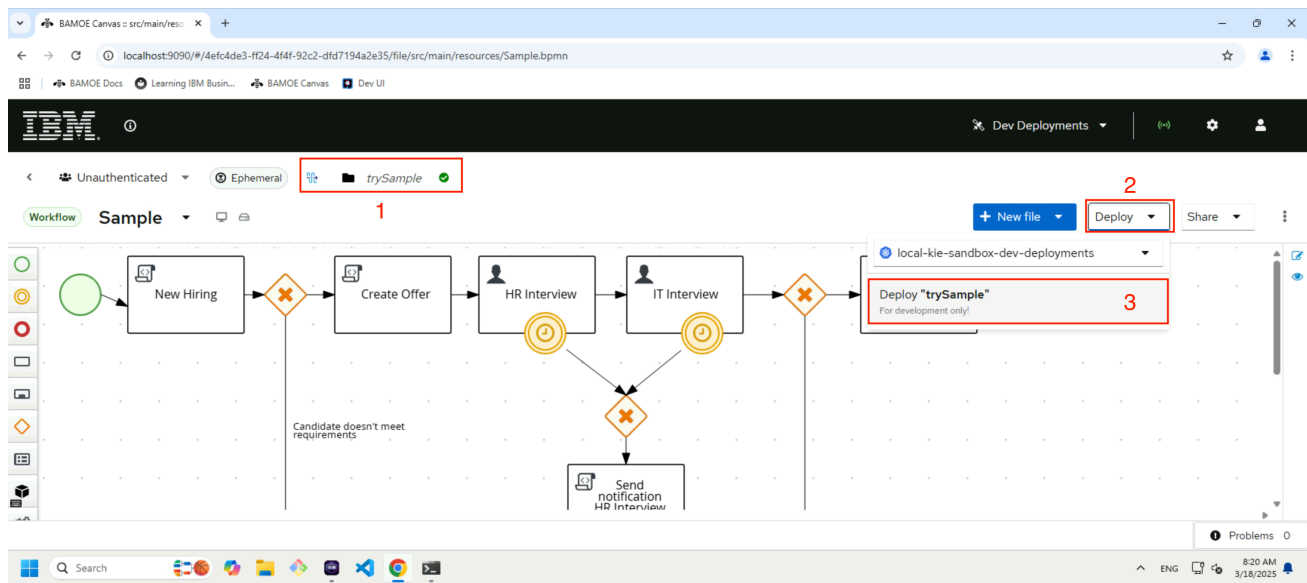 BAMOE Canvas :: src/main/reso
localhost:9090/#/4efc4de3-ff24-4f4f-92c2-dfd7194a2e35/file/src/main/resources/Sample.bpmn
BAMOE Docs Learning IBM Busin... BAMOE Canvas Dev UI
IBM Dev Deployments
Unauthenticated Ephemeral trySample
1
2
Workflow Sample + New file Deploy Share
local-kie-sandbox-dev-deployments
Deploy "trySample"
For development only!
3
New Hiring
Create Offer
HR Interview
IT Interview
Candidate doesn't meet
requirements
Send
notification
HR Interview
Problems 0
Search
ENG
8:20 AM
3/18/2025